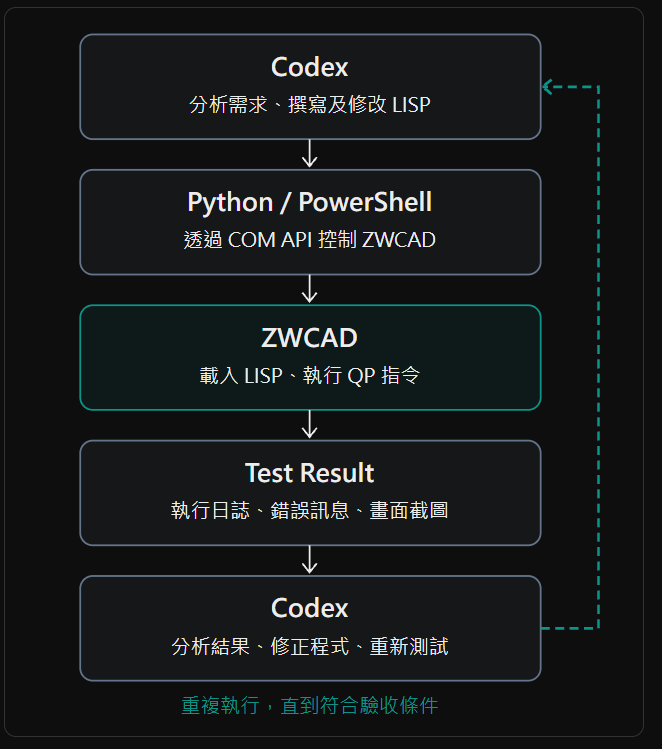 Codex
分析需求、撰寫及修改 LISP
Python / PowerShell
透過 COM API 控制 ZWCAD
ZWCAD
載入 LISP、執行 QP 指令
Test Result
執行日誌、錯誤訊息、畫面截圖
Codex
分析結果、修正程式、重新測試
重複執行，直到符合驗收條件